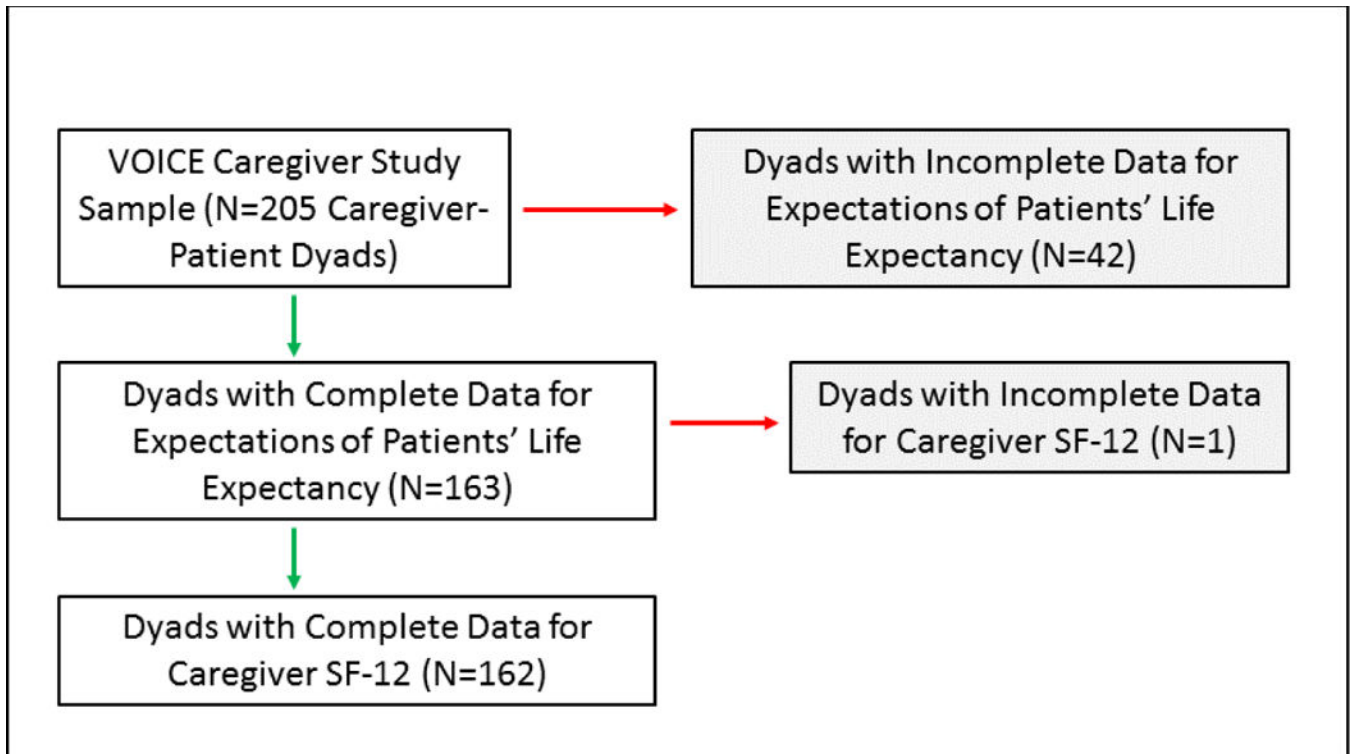 VOICE Caregiver Study
Sample (N=205 Caregiver-
Patient Dyads)
Dyads with Incomplete Data for
Expectations of Patients’ Life
Expectancy (N=42)
Dyads with Complete Data for
Expectations of Patients’ Life
Expectancy (N=163)
Dyads with Incomplete Data
for Caregiver SF-12 (N=1)
Dyads with Complete Data for
Caregiver SF-12 (N=162)